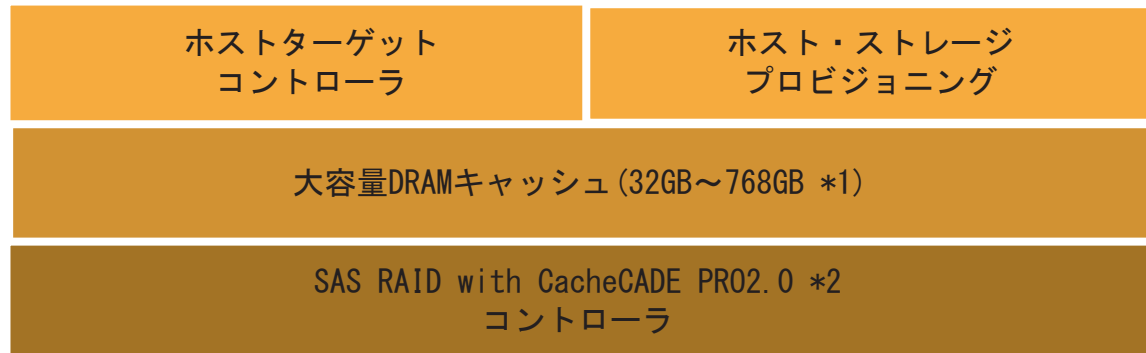 ホストターゲット
コントローラ
ホスト・ストレージ
プロビジョニング
大容量DRAMキャッシュ(32GB～768GB *1)
SAS RAID with CacheCADE PRO2.0 *2
コントローラ